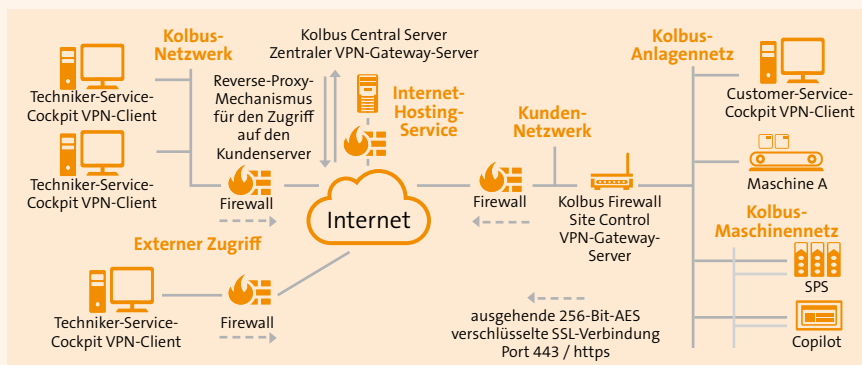 Kolbus-
Netzwerk
Techniker-Service-
Cockpit VPN-Client
Techniker-Service-
Cockpit VPN-Client
Firewall
Kolbus Central Server
Zentraler VPN-Gateway-Server
Reverse-Proxy-
Mechanismus
für den Zugriff
auf den
Kundenserver
Internet-
Hosting-
Service
Internet
Externer Zugriff
Techniker-Service-
Cockpit VPN-Client
Firewall
Kunden-
Netzwerk
Firewall
Kolbus Firewall
Site Control
VPN-Gateway-
Server
ausgehende 256-Bit-AES
verschlüsselte SSL-Verbindung
Port 443 / https
Kolbus-
Anlagennetz
Customer-Service-
Cockpit VPN-Client
Maschine A
Kolbus-
Maschinennetz
SPS
Copilot